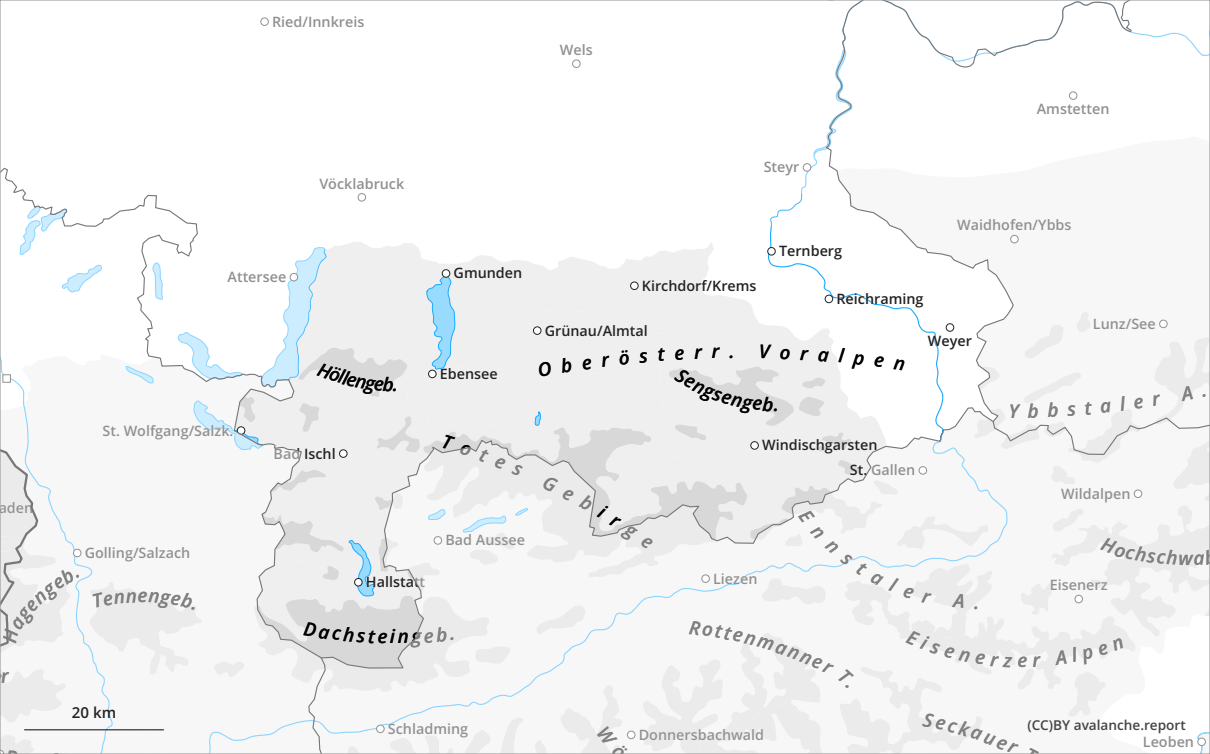 Ried/Innkreis
Wels
Amstetten
Steyr
Vöcklabruck
Waidhofen/Ybbs
Ternberg
Attersee
Gmunden
Kirchdorf/Krems
Reichraming
Grünau/Almtal
Lunz/See
Weyer
Oberösterr. Voralpen
Höllengeb.
Ebensee
Sengsengeb.
Ybbstaler A.
St. Wolfgang/Salzk.
Bad Ischl
Totes Gebirge
Windischgarsten
St. Gallen
Wildalpen
aden
Golling/Salzach
Bad Aussee
Ennstaler A.
Hochschwab
Hallstatt
Liezen
Eisenerz
Hagengeb.
Tennengeb.
Dachsteingeb.
Rottenmanner T.
Eisenerzer Alpen
r
20 km
Schladming
Donnersbachwald
Wö
Seckauer T
(CC)BY avalanche.report
Leoben